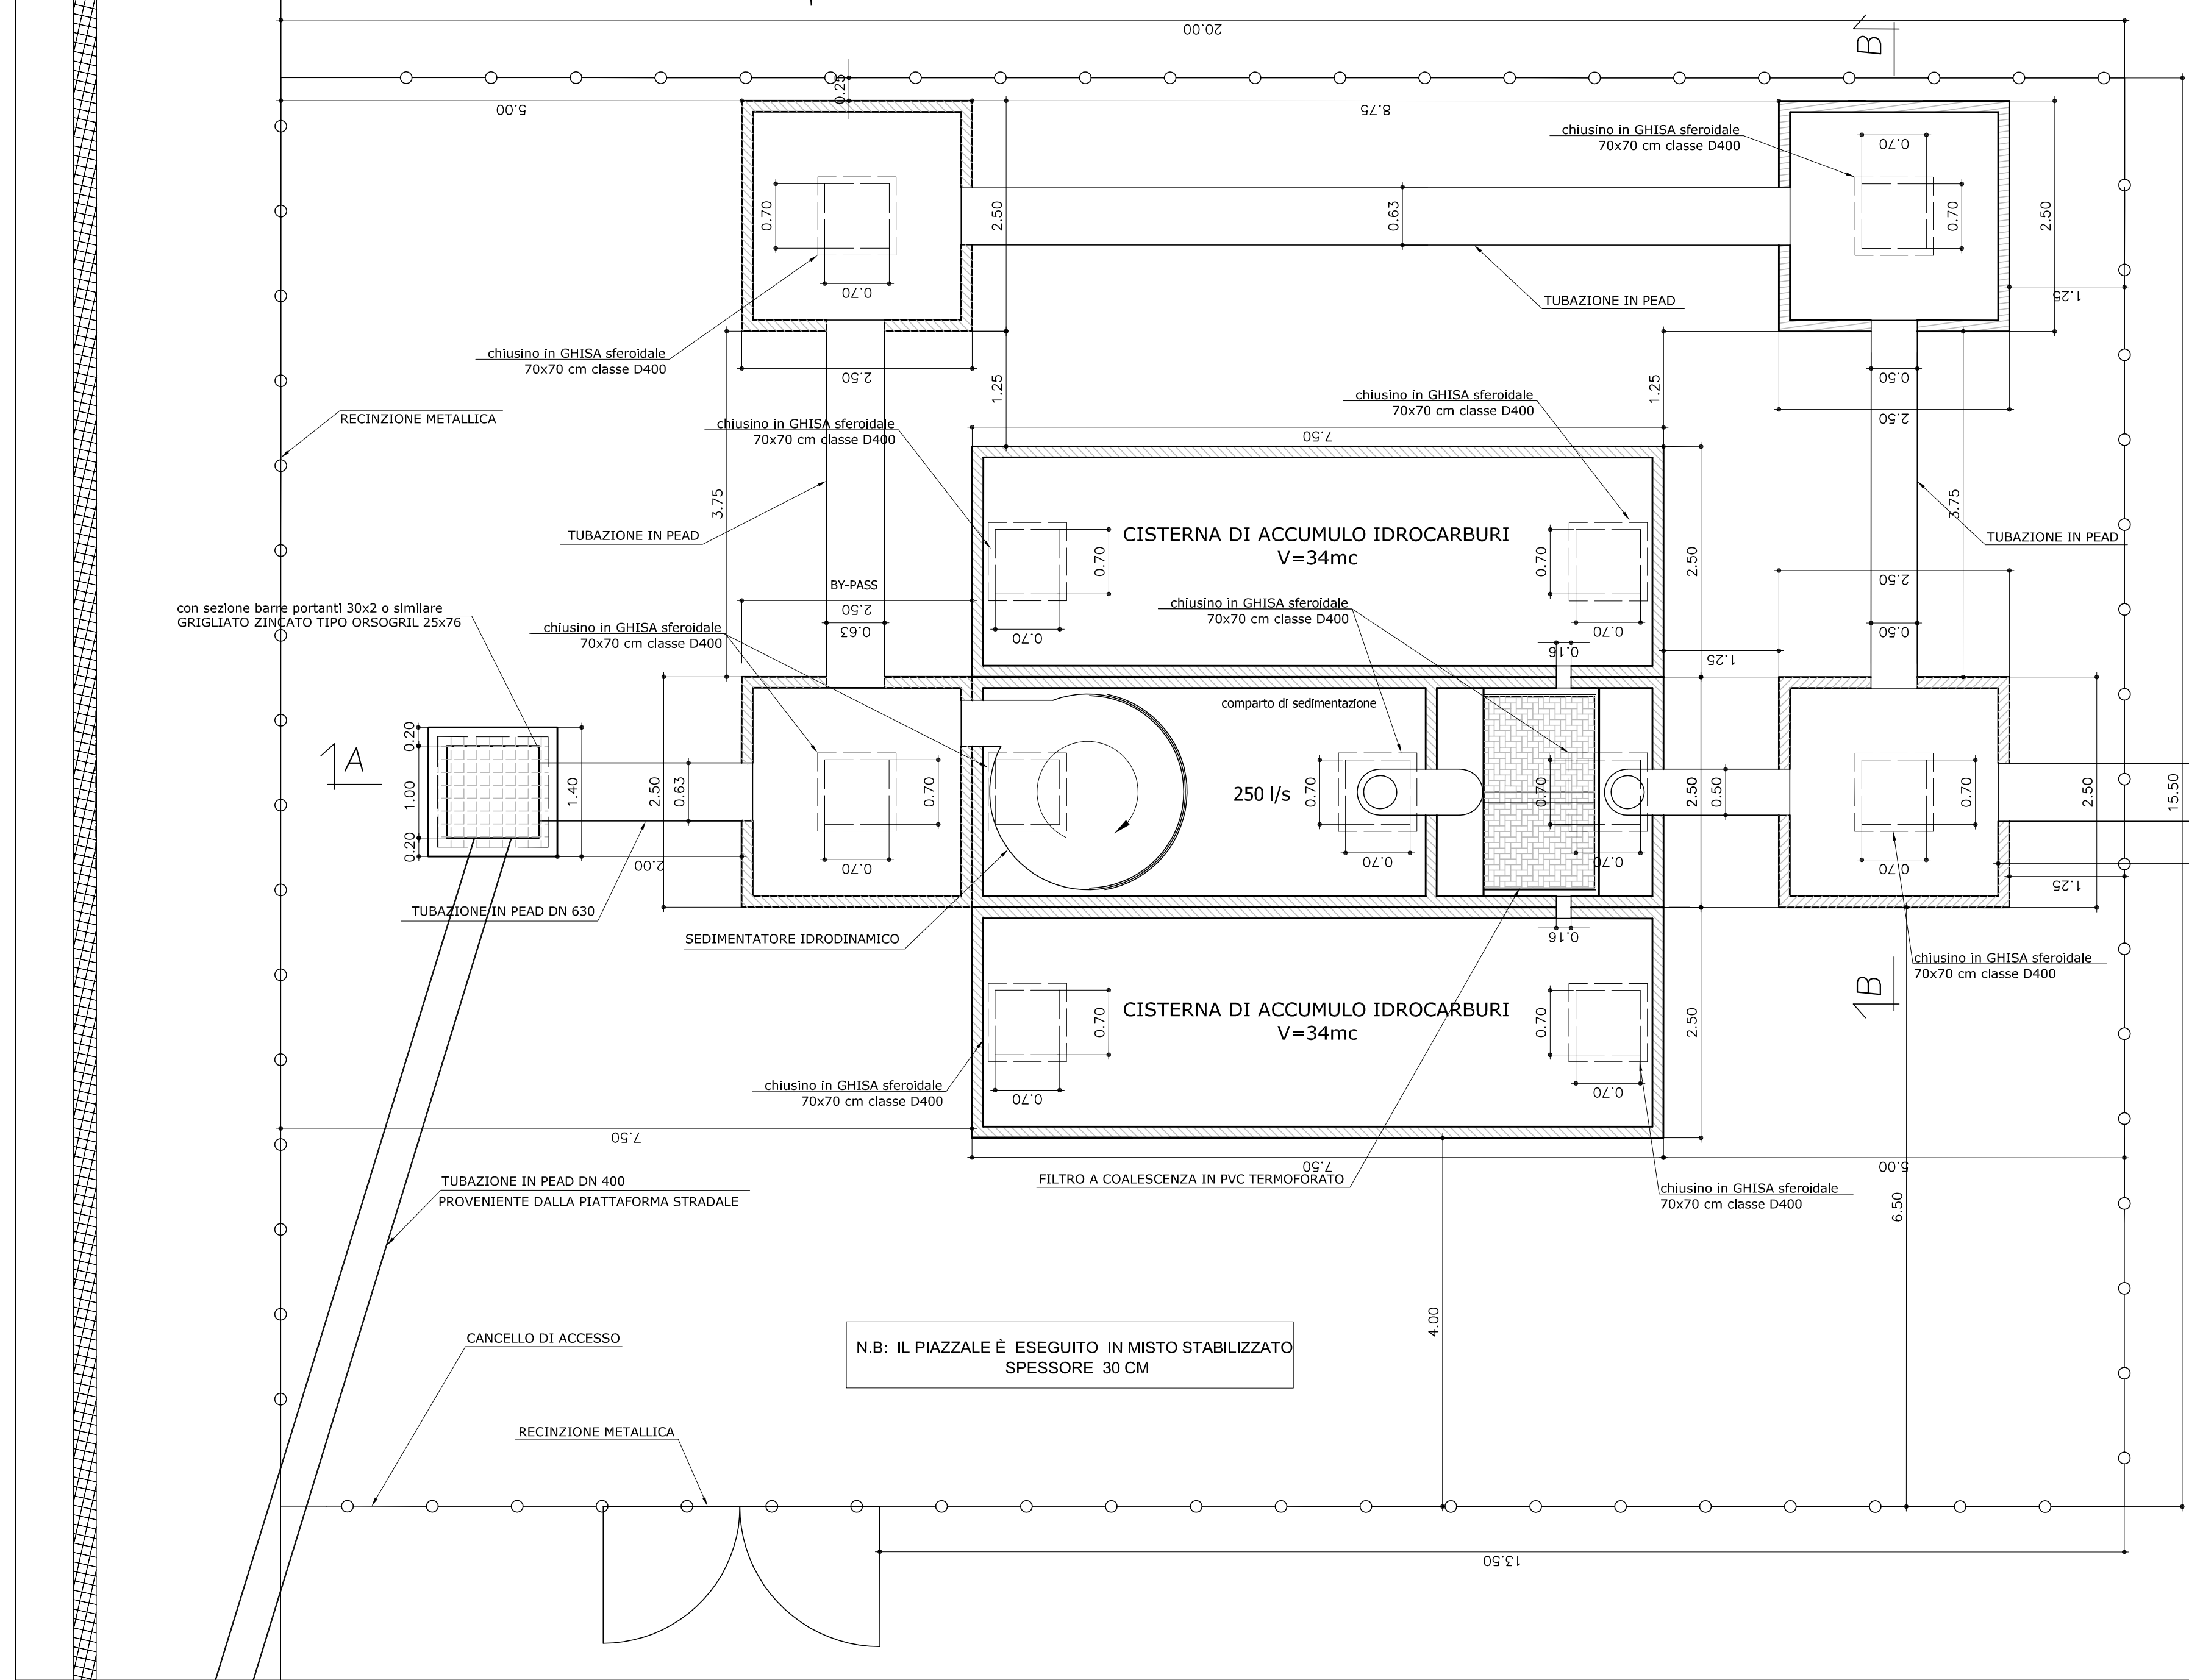 20.00
B
0.25
5.00
8.75
chiusino in GHISA sferoidale
70x70 cm classe D400
0.70
0.70
0.70
0.70
2.50
0.63
2.50
TUBAZIONE IN PEAD
1.25
chiusino in GHISA sferoidale
70x70 cm classe D400
2.50
0.50
2.50
1.25
1.25
RECINZIONE METALLICA
chiusino in GHISA sferoidale
70x70 cm classe D400
chiusino in GHISA sferoidale
70x70 cm classe D400
7.50
3.75
3.75
TUBAZIONE IN PEAD
TUBAZIONE IN PEAD
CISTERNA DI ACCUMULO IDROCARBURI
V=34mc
0.70
0.70
2.50
0.70
0.70
BY-PASS
2.50
0.63
2.50
0.50
con sezione barre portanti 30x2 o similare
GRIGLIATO ZINCATO TIPO ORSOGRIL 25x76
chiusino in GHISA sferoidale
70x70 cm classe D400
chiusino in GHISA sferoidale
70x70 cm classe D400
0.16
1.25
comparto di sedimentazione
A
0.20
1.00
0.20
1.40
2.50
0.63
2.00
0.70
0.70
250 l/s
0.70
0.70
0.70
0.70
2.50
0.50
0.70
0.70
2.50
15.50
1.25
TUBAZIONE IN PEAD DN 630
SEDIMENTATORE IDRODINAMICO
0.16
chiusino in GHISA sferoidale
70x70 cm classe D400
B
CISTERNA DI ACCUMULO IDROCARBURI
V=34mc
0.70
0.70
2.50
0.70
0.70
chiusino in GHISA sferoidale
70x70 cm classe D400
7.50
7.50
5.00
6.50
TUBAZIONE IN PEAD DN 400
PROVENIENTE DALLA PIATTAFORMA STRADALE
FILTRO A COALESCENZA IN PVC TERMOFORATO
chiusino in GHISA sferoidale
70x70 cm classe D400
4.00
CANCELLO DI ACCESSO
N.B: IL PIAZZALE È ESEGUITO IN MISTO STABILIZZATO
SPESSORE 30 CM
RECINZIONE METALLICA
13.50